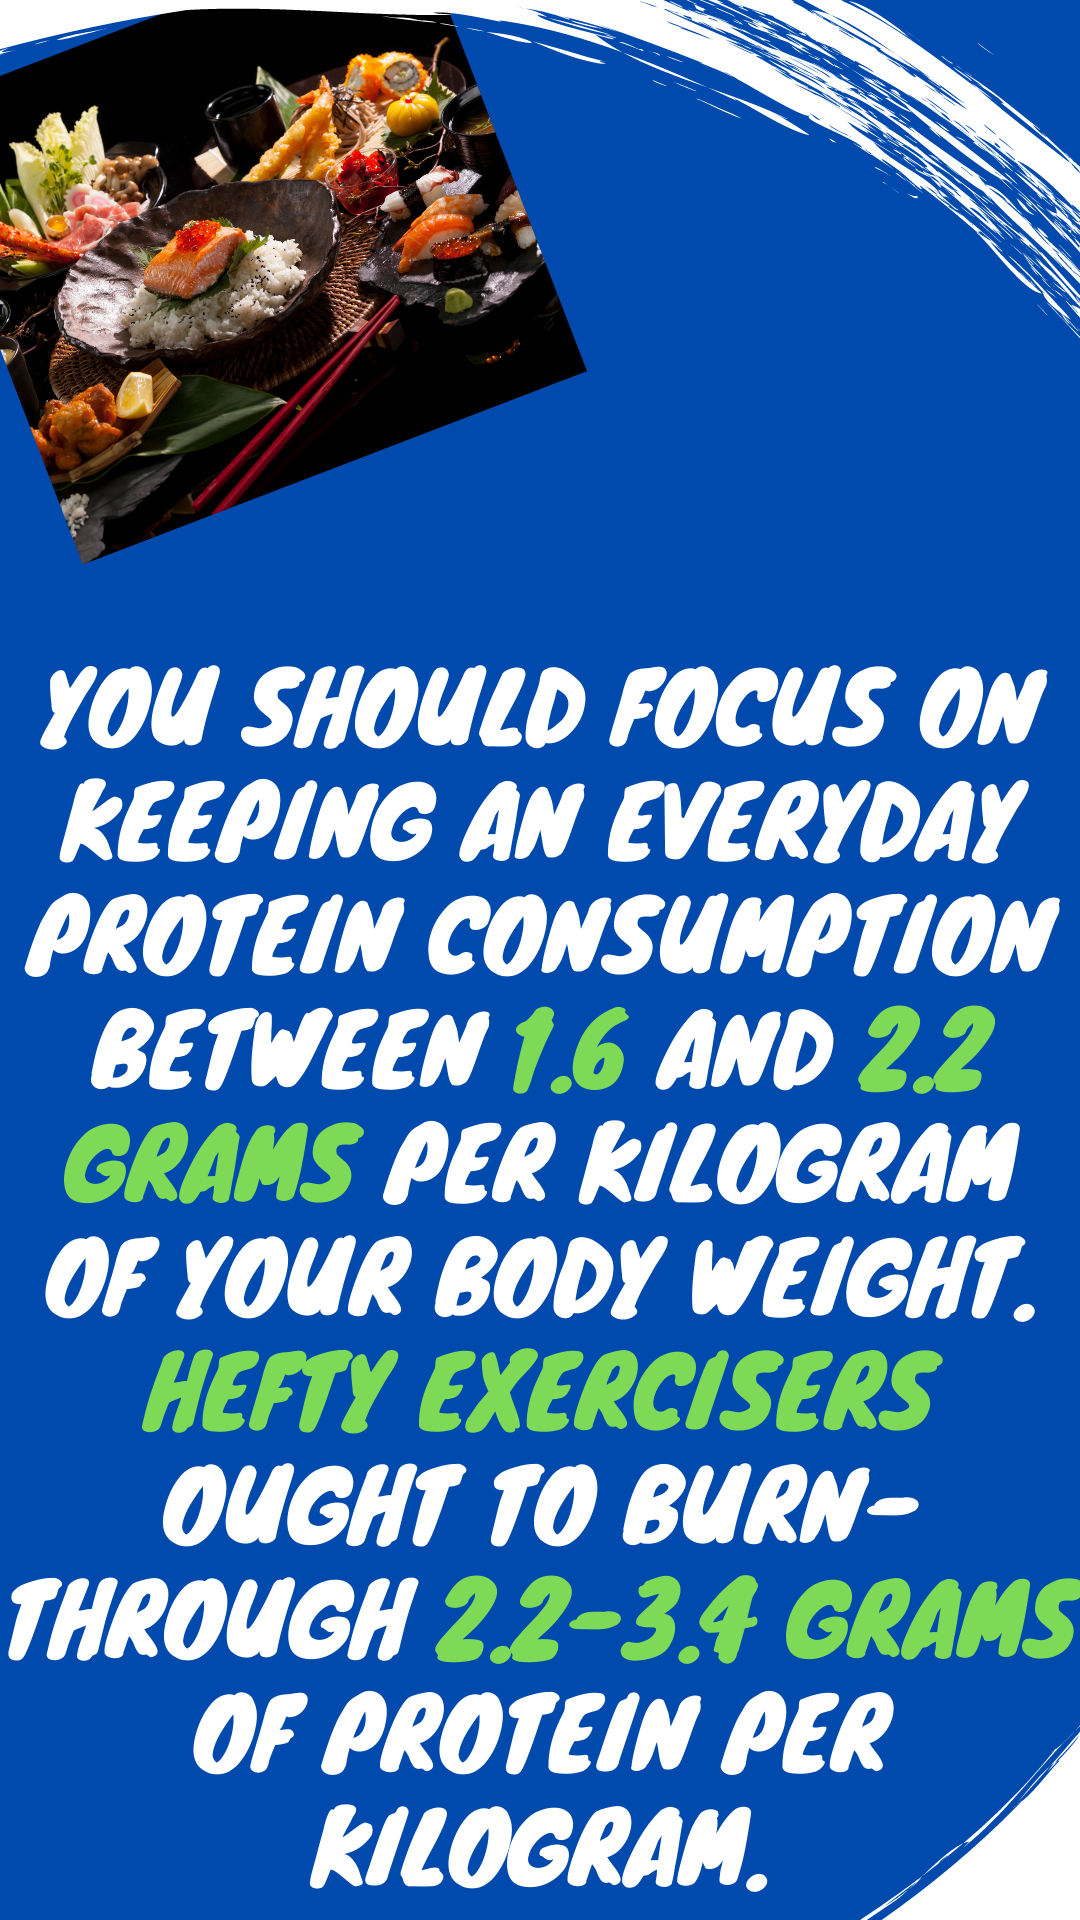 YOU SHOULD FOCUS ON
KEEPING AN EVERYDAY
PROTEIN CONSUMPTION
BETWEEN 1.6 AND 2.2
GRAMS PER KILOGRAM
OF YOUR BODY WEIGHT.
HEFTY EXERCISERS
OUGHT TO BURN-
THROUGH 2.2-3.4 GRAMS
OF PROTEIN PER
KILOGRAM.